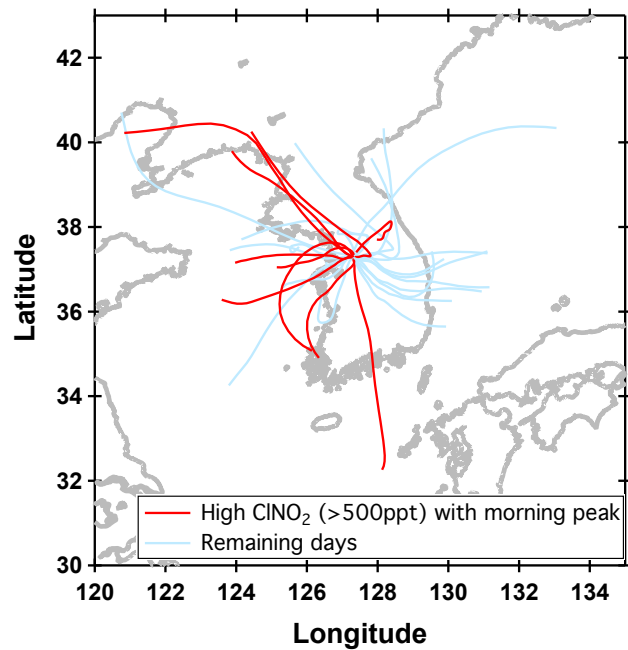 42
40
38
36
34
32
30
Latitude
High ClNO₂ (>500ppt) with morning peak
Remaining days
120 122 124 126 128 130 132 134
Longitude